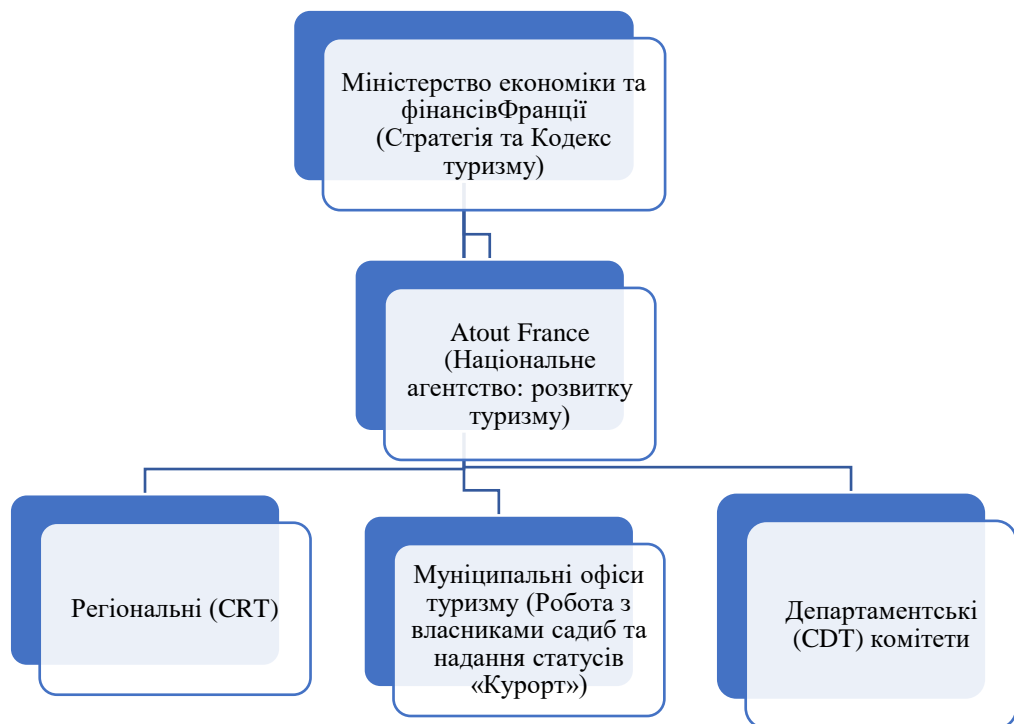 Міністерство економіки та
фінансівФранції
(Стратегія та Кодекс
туризму)
Atout France
(Національне
агентство: розвитку
туризму)
Регіональні (CRT)
Муніципальні офіси
туризму (Робота з
власниками садиб та
надання статусів
«Курорт»)
Департаментські
(CDT) комітети